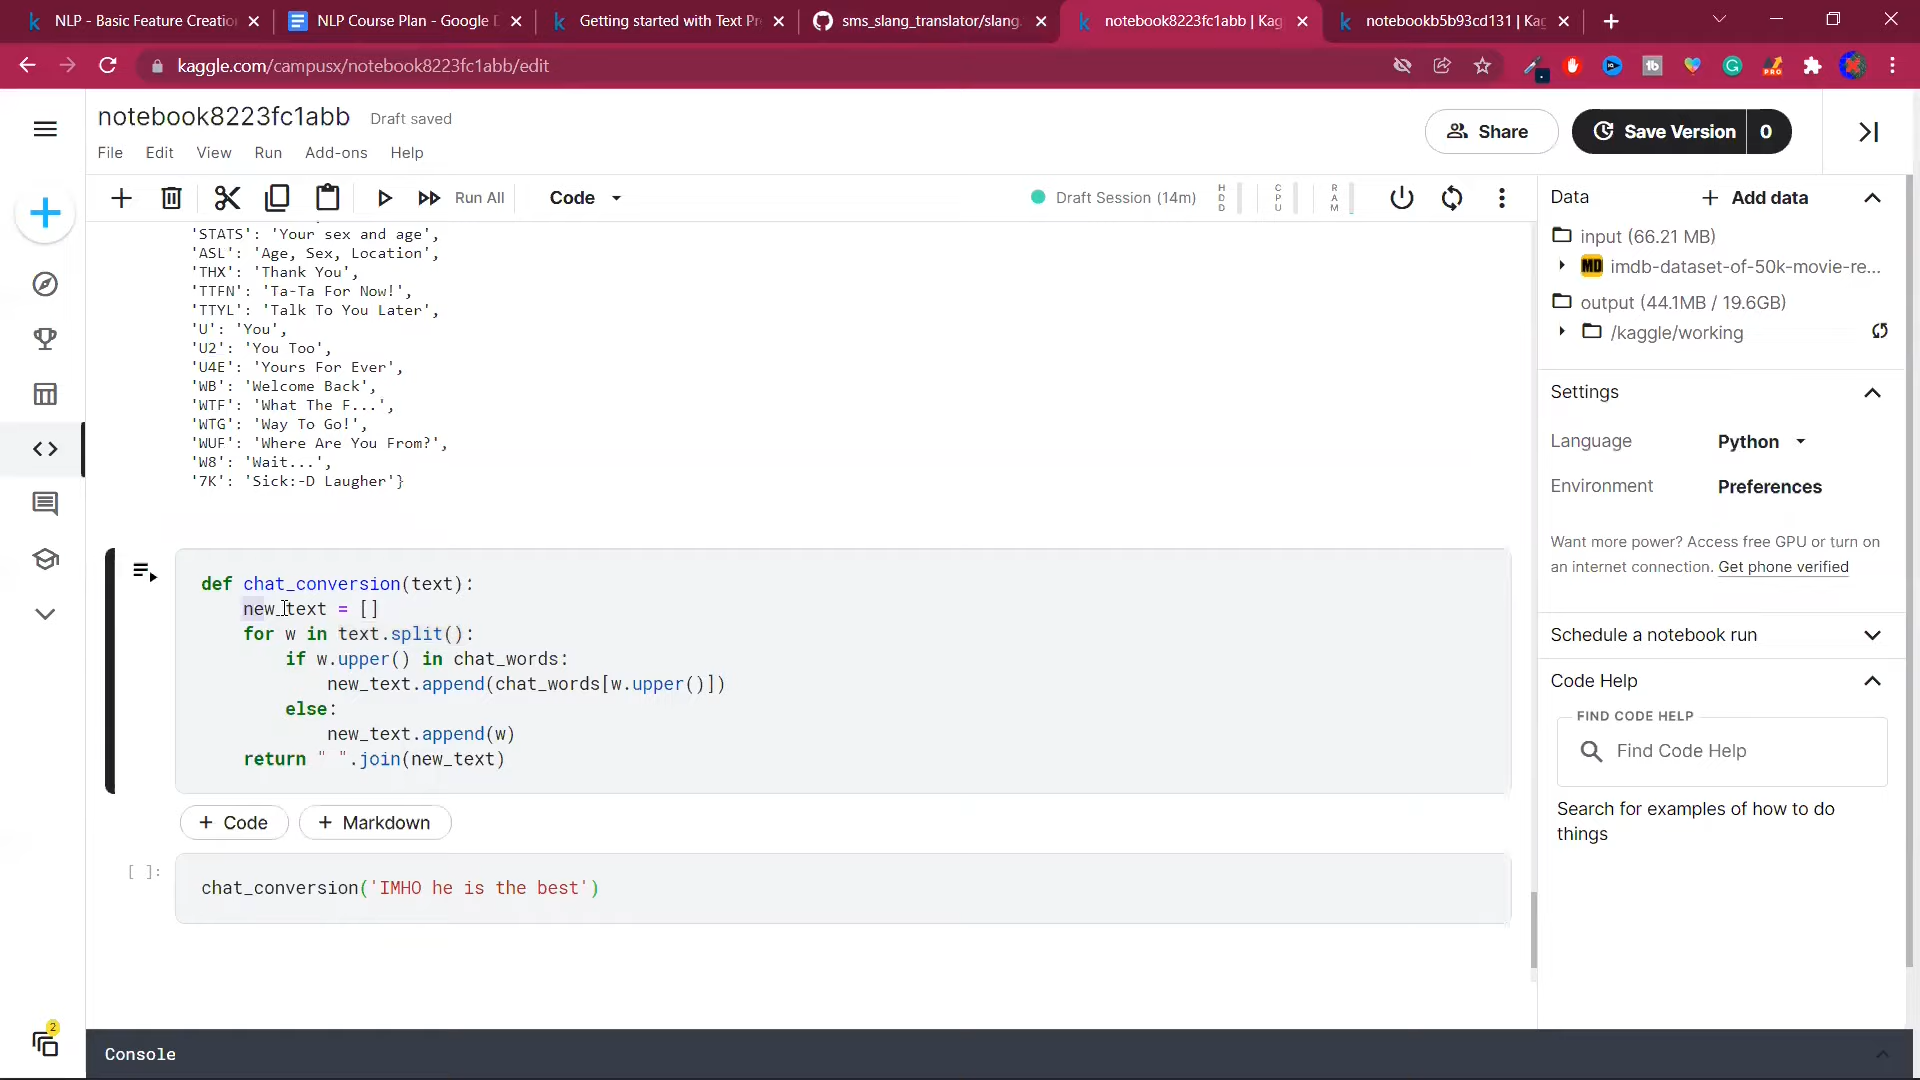 NLP - Basic Feature Creation
NLP Course Plan - Google D
Getting started with Text Pr
sms_slang_translator/slang.
notebook8223fc1abb | Kag
notebookb5b93cd131 | Kag
kaggle.com/campusx/notebook8223fc1abb/edit
notebook8223fc1abb Draft saved
File Edit View Run Add-ons Help
Share
Save Version 0
Run All
Code
Draft Session (14m)
HDD
CPU
RAM
'STATS': 'Your sex and age',
'ASL': 'Age, Sex, Location',
'THX': 'Thank You',
'TTFN': 'Ta-Ta For Now!',
'TTYL': 'Talk To You Later',
'U': 'You',
'U2': 'You Too',
'U4E': 'Yours For Ever',
'WB': 'Welcome Back',
'WTF': 'What The F...',
'WTG': 'Way To Go!',
'WUF': 'Where Are You From?',
'W8': 'Wait...',
'7K': 'Sick:-D Laugher'}
def chat_conversion(text):
    new_text = []
    for w in text.split():
        if w.upper() in chat_words:
            new_text.append(chat_words[w.upper()])
        else:
            new_text.append(w)
    return " ".join(new_text)
+ Code + Markdown
[ ]:
chat_conversion('IMHO he is the best')
Data + Add data
input (66.21 MB)
imdb-dataset-of-50k-movie-re...
output (44.1MB / 19.6GB)
/kaggle/working
Settings
Language Python
Environment Preferences
Want more power? Access free GPU or turn on
an internet connection. Get phone verified
Schedule a notebook run
Code Help
FIND CODE HELP
Find Code Help
Search for examples of how to do
things
2
Console